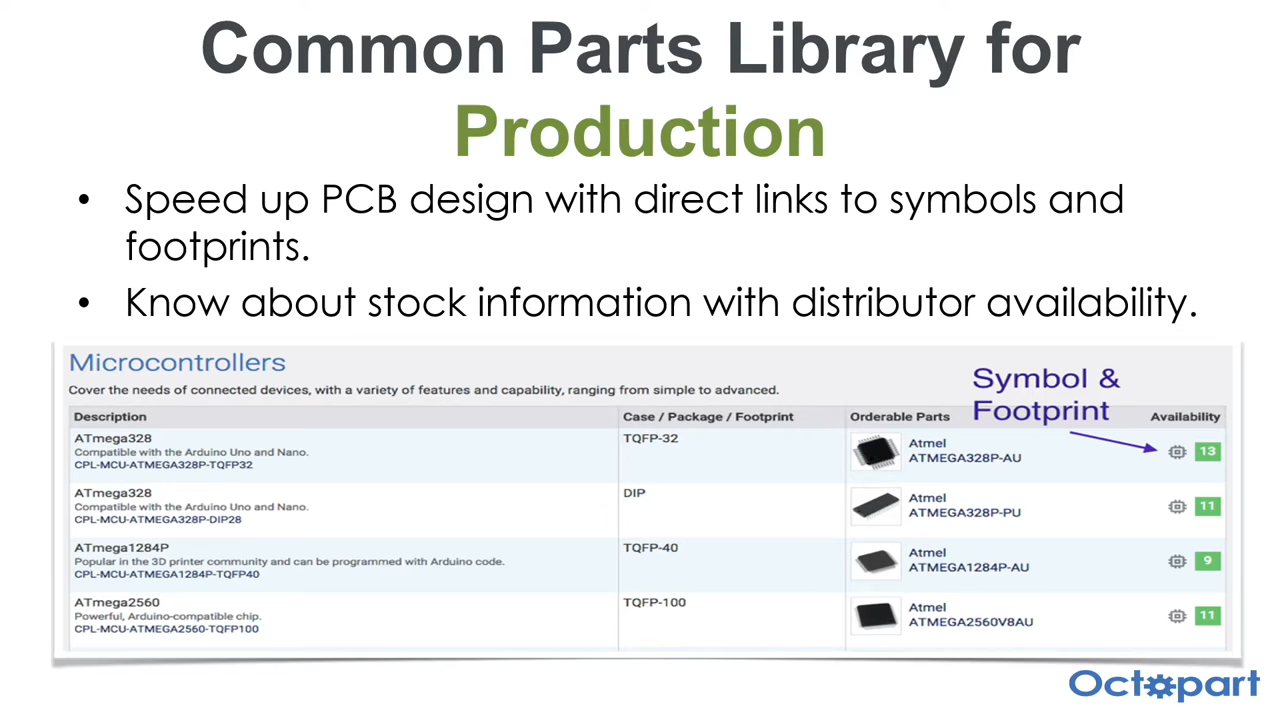 Common Parts Library for
Production
• Speed up PCB design with direct links to symbols and
footprints.
• Know about stock information with distributor availability.
Microcontrollers
Cover the needs of connected devices, with a variety of features and capability, ranging from simple to advanced.
Symbol &
Footprint
Description Case / Package / Footprint Orderable Parts Availability
ATmega328 TQFP-32 Atmel
Compatible with the Arduino Uno and Nano. ATMEGA328P-AU 13
CPL-MCU-ATMEGA328P-TQFP32
ATmega328 DIP Atmel
Compatible with the Arduino Uno and Nano. ATMEGA328P-PU 11
CPL-MCU-ATMEGA328P-DIP28
ATmega1284P TQFP-40 Atmel
Popular in the 3D printer community and can be programmed with Arduino code. ATMEGA1284P-AU 9
CPL-MCU-ATMEGA1284P-TQFP40
ATmega2560 TQFP-100 Atmel
Powerful, Arduino-compatible chip. ATMEGA2560V8AU 11
CPL-MCU-ATMEGA2560-TQFP100
Octopart